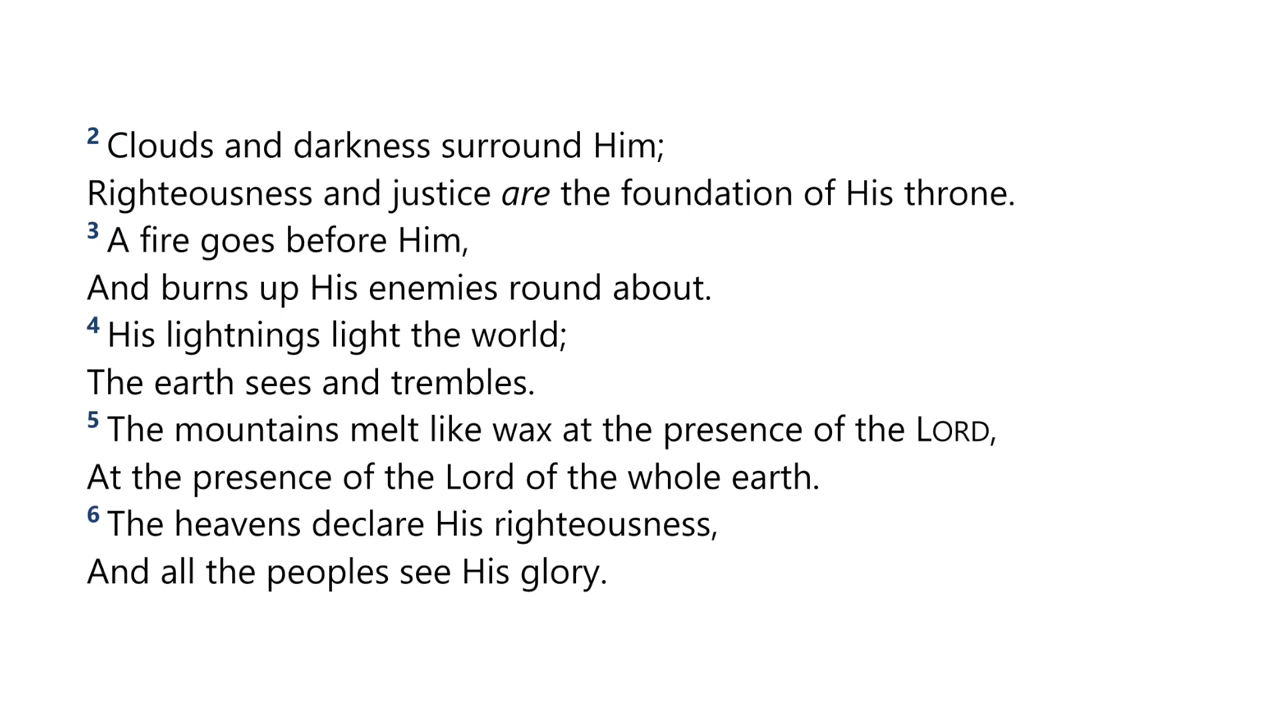 2 Clouds and darkness surround Him;
Righteousness and justice are the foundation of His throne.
3 A fire goes before Him,
And burns up His enemies round about.
4 His lightnings light the world;
The earth sees and trembles.
5 The mountains melt like wax at the presence of the LORD,
At the presence of the Lord of the whole earth.
6 The heavens declare His righteousness,
And all the peoples see His glory.